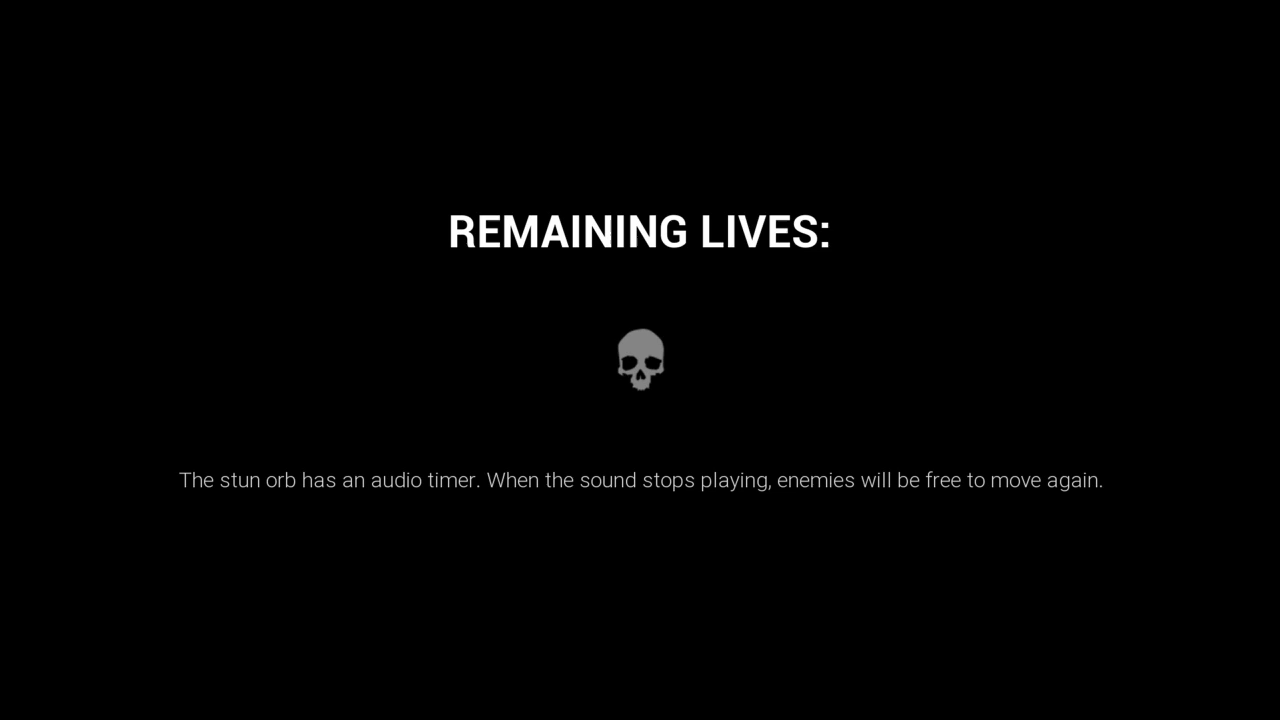 REMAINING LIVES:
The stun orb has an audio timer. When the sound stops playing, enemies will be free to move again.